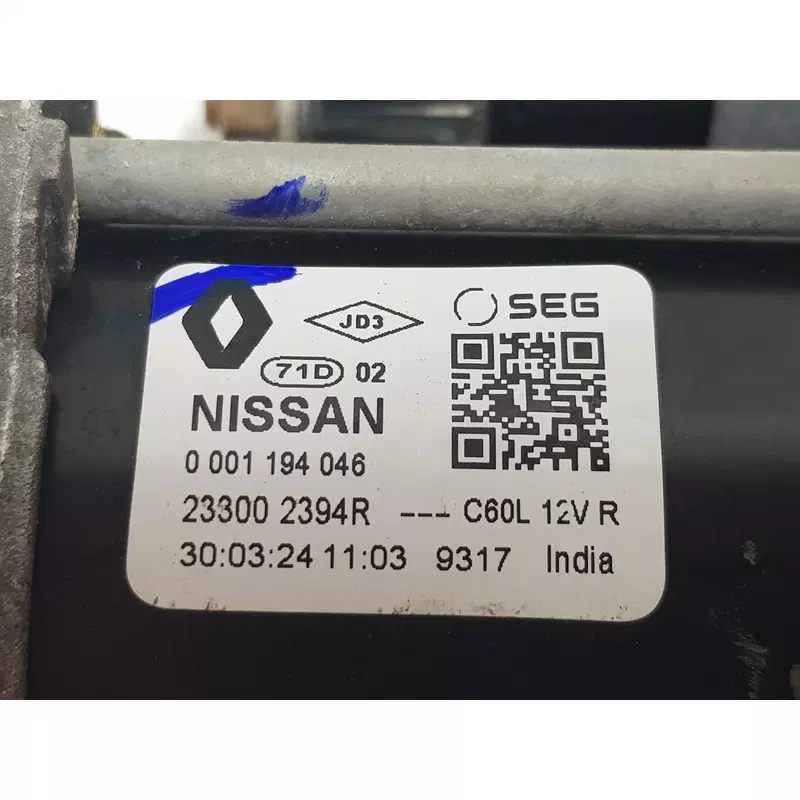 JD3
SEG
71D 02
NISSAN
0 001 194 046
23300 2394R --- C60L 12V R
30:03:24 11:03 9317 India